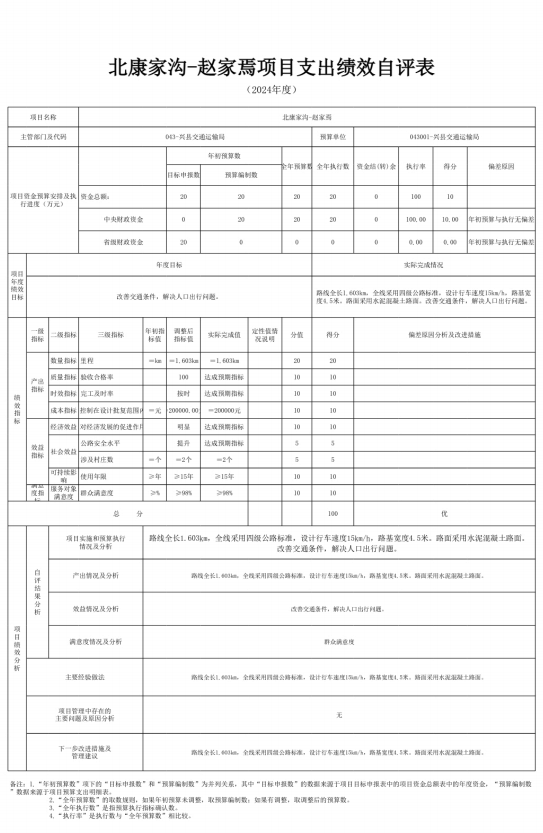 北康家沟-赵家焉项目支出绩效自评表
（2024年度）
项目名称 北康家沟-赵家焉
主管部门及代码 043-兴县交通运输局 预算单位 043001-兴县交通运输局
项目资金预算安排及执行进度（万元） 年初预算数 全年预算数 全年执行数 资金结(转)余 执行率 得分 偏差原因
目标申报数 预算编制数
资金总额: 20 20 20 20 0 100 10
中央财政资金 0 20 20 20 0 100.00 10.00 年初预算与执行无偏差
省级财政资金 20 0 0 0 0 0.00 0.00 年初预算与执行无偏差
项目年度绩效目标 年度目标 实际完成情况
改善交通条件，解决人口出行问题。 路线全长1.603km，全线采用四级公路标准，设计行车速度15km/h，路基宽度4.5米。路面采用水泥混凝土路面。改善交通条件，解决人口出行问题。
绩效指标 一级指标 二级指标 三级指标 年初指标值 调整后指标值 实际完成值 定性值情况说明 分值 得分 偏差原因分析及改进措施
产出指标 数量指标 里程 =km =1.603km =1.603km 20 20
质量指标 验收合格率 100 达成预期指标 10 10
时效指标 完工及时率 按时 达成预期指标 10 10
成本指标 控制在设计批复范围内 =元 200000.00 =200000元 10 10
效益指标 经济效益 对经济发展的促进作用 明显 达成预期指标 10 10
社会效益 公路安全水平 提升 达成预期指标 5 5
涉及村庄数 =个 =2个 =2个 5 5
可持续影响 使用年限 ≥年 ≥15年 ≥15年 10 10
满意度指标 服务对象满意度 群众满意度 ≥% ≥98% ≥98% 10 10
总 分 100 优
项目绩效分析 自评结果分析 项目实施和预算执行情况及分析 路线全长1.603km，全线采用四级公路标准，设计行车速度15km/h，路基宽度4.5米。路面采用水泥混凝土路面。改善交通条件，解决人口出行问题。
产出情况及分析 路线全长1.603km，全线采用四级公路标准，设计行车速度15km/h，路基宽度4.5米。路面采用水泥混凝土路面。
效益情况及分析 改善交通条件，解决人口出行问题。
满意度情况及分析 群众满意度
主要经验做法 路线全长1.603km，全线采用四级公路标准，设计行车速度15km/h，路基宽度4.5米。路面采用水泥混凝土路面。
项目管理中存在的主要问题及原因分析 无
下一步改进措施及管理建议 路线全长1.603km，全线采用四级公路标准，设计行车速度15km/h，路基宽度4.5米。路面采用水泥混凝土路面。
备注：1.“年初预算数”项下的“目标申报数”和“预算编制数”为并列关系，其中“目标申报数”的数据来源于项目目标申报表中的项目资金总额表中的年度资金，“预算编制数
”数据来源于项目预算支出明细表。
2.“全年预算数”的取数规则，如果年初预算未调整，取预算编制数；如果有调整，取调整后的预算数。
3.“全年执行数”是指预算执行指标确认数。
4.“执行率”是执行数与“全年预算数”相比较。